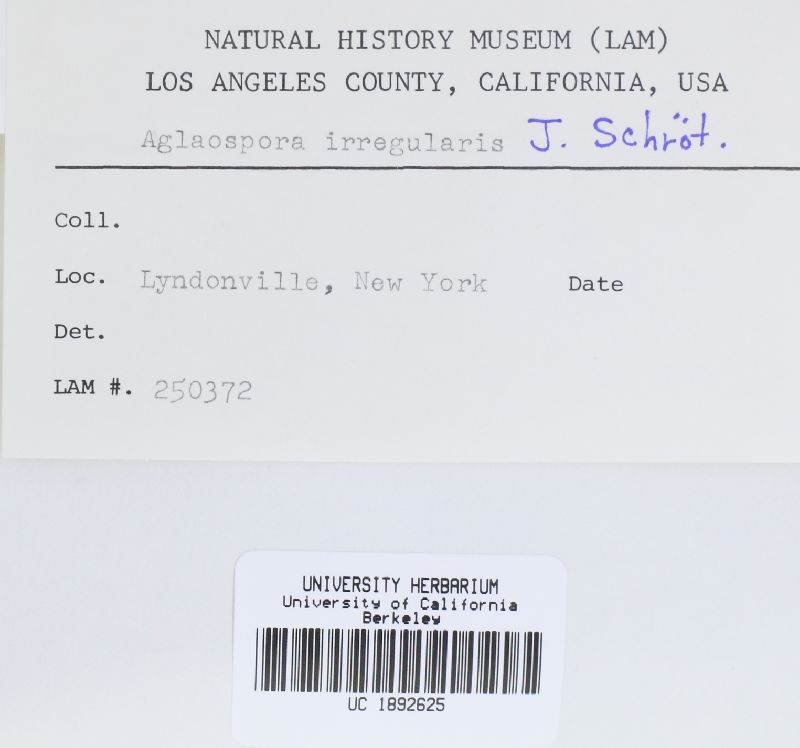 NATURAL HISTORY MUSEUM (LAM)
LOS ANGELES COUNTY, CALIFORNIA, USA
Aglaospora irregularis J. Schröt.
Coll.
Loc. Lyndonville, New York Date
Det.
LAM #. 250372
UNIVERSITY HERBARIUM
University of California
Berkeley
UC 1892625